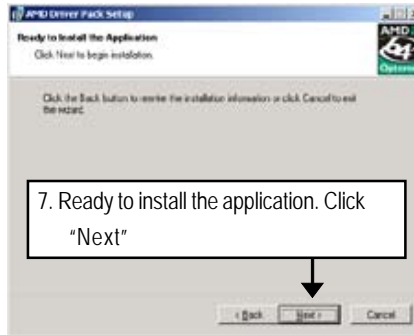 AMD Driver Pack Setup
Ready to Install the Application
Click Next to begin installation.
AMD
64
Opteron
Click the Back button to reenter the installation information or click Cancel to exit
the wizard.
7. Ready to install the application. Click
“Next”
< Back
Next >
Cancel